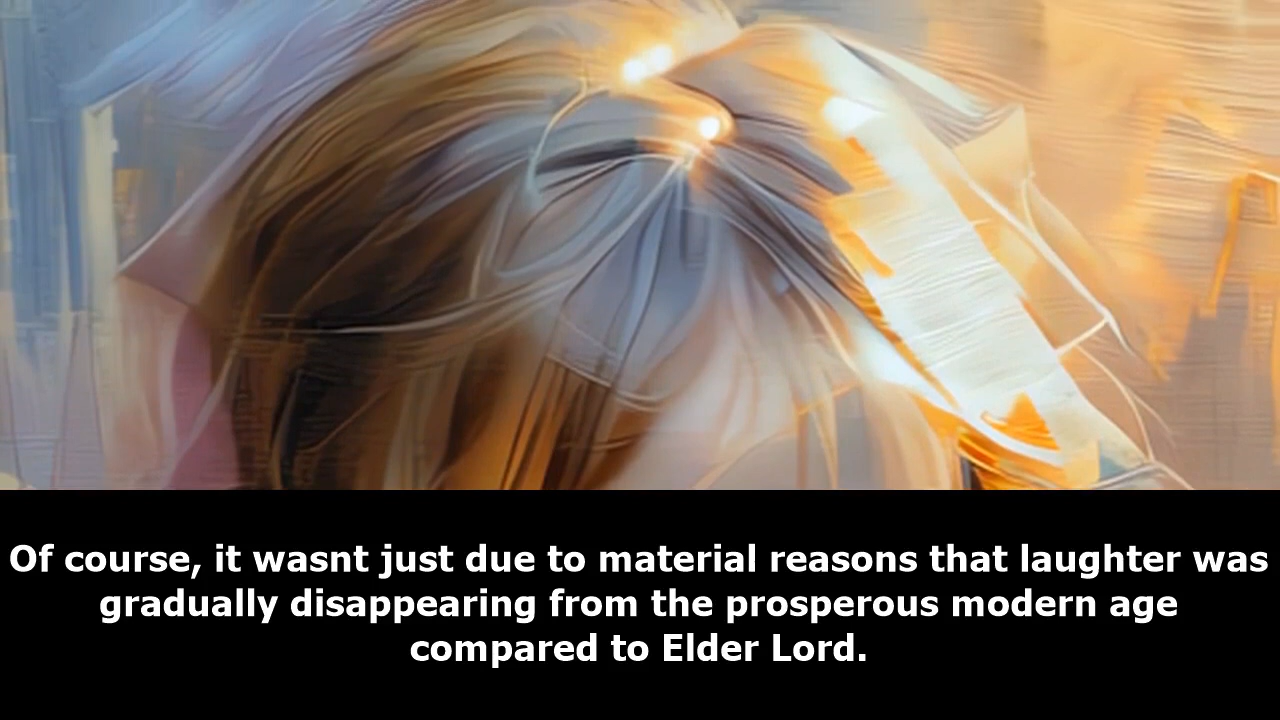 Of course, it wasnt just due to material reasons that laughter was
gradually disappearing from the prosperous modern age
compared to Elder Lord.